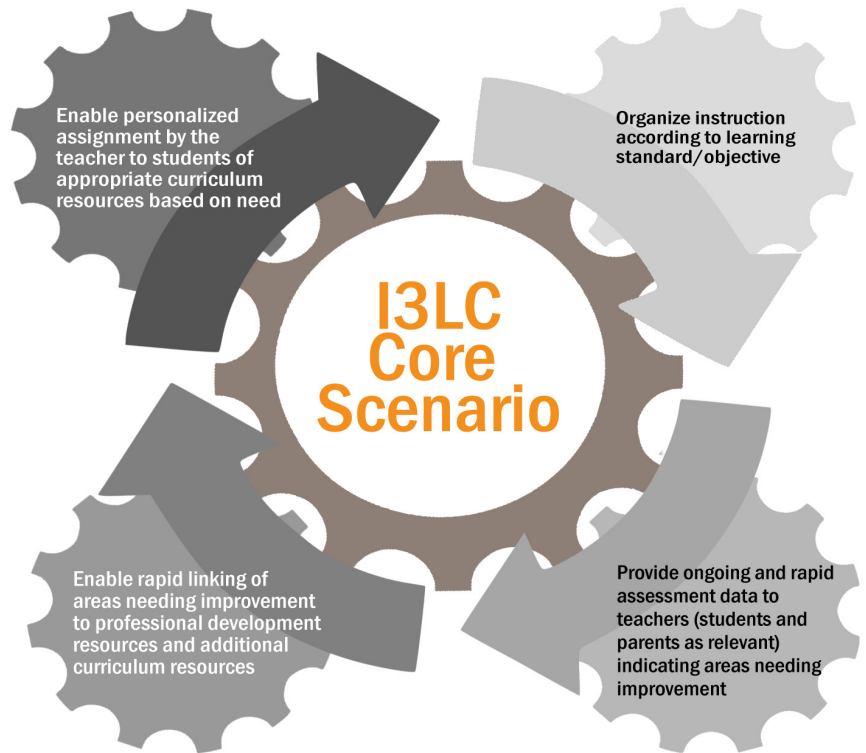 Enable personalized
assignment by the
teacher to students of
appropriate curriculum
resources based on need
Organize instruction
according to learning
standard/objective
I3LC
Core
Scenario
Enable rapid linking of
areas needing improvement
to professional development
resources and additional
curriculum resources
Provide ongoing and rapid
assessment data to
teachers (students and
parents as relevant)
indicating areas needing
improvement